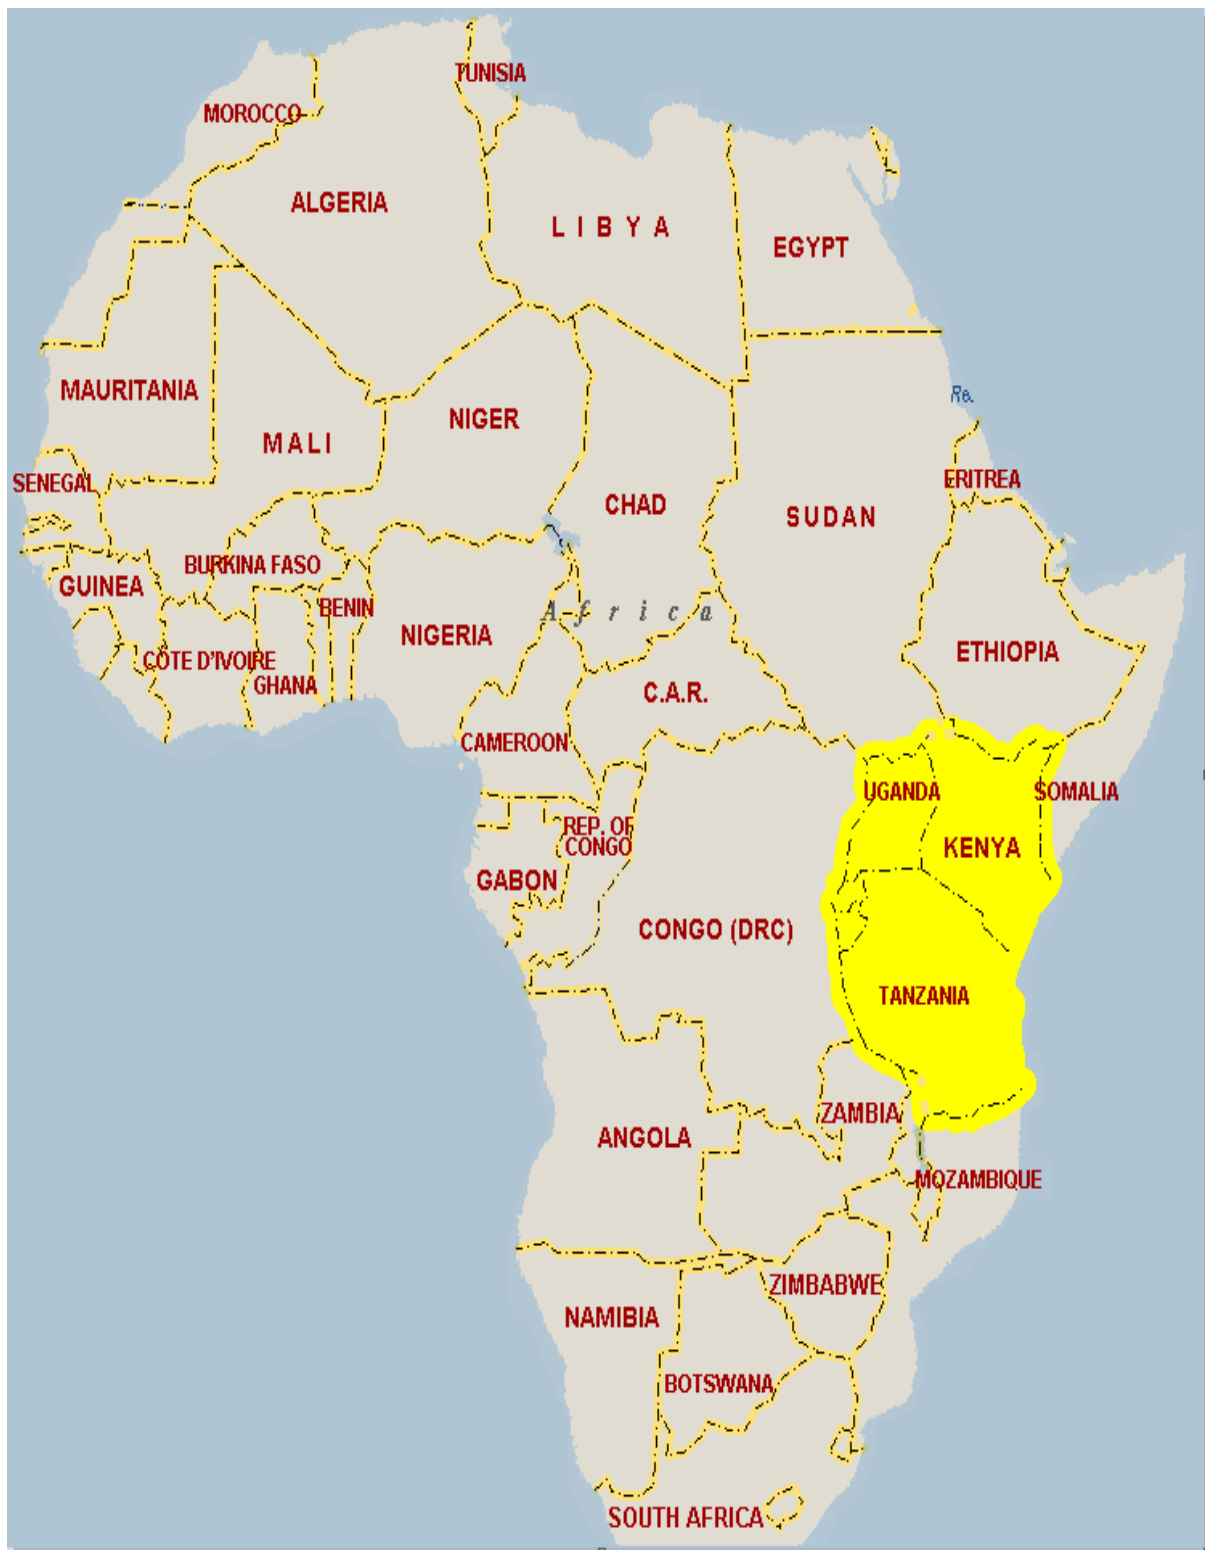 TUNISIA
MOROCCO
ALGERIA
LIBYA
EGYPT
MAURITANIA
MALI
NIGER
Re.
SENEGAL
CHAD
SUDAN
ERITREA
BURKINA FASO
GUINEA
BENIN
Africa
NIGERIA
ETHIOPIA
CÔTE D'IVOIRE
GHANA
C.A.R.
CAMEROON
UGANDA
SOMALIA
REP. OF
CONGO
KENYA
GABON
CONGO (DRC)
TANZANIA
ZAMBIA
ANGOLA
MOZAMBIQUE
ZIMBABWE
NAMIBIA
BOTSWANA
SOUTH AFRICA